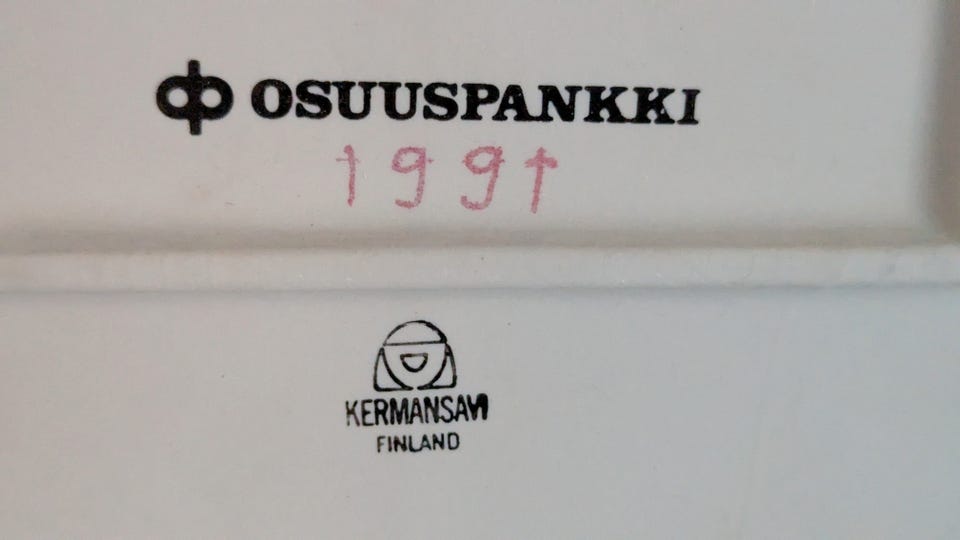 OSUUSPANKKI
1991
KERMANSAVI
FINLAND